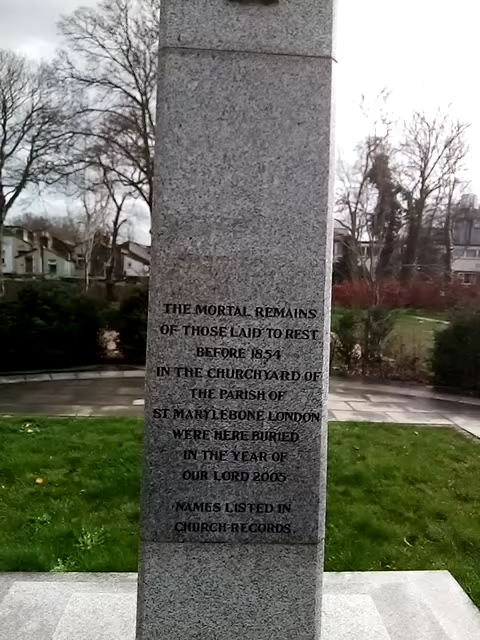 THE MORTAL REMAINS
OF THOSE LAID TO REST
BEFORE 1854
IN THE CHURCHYARD OF
THE PARISH OF
ST MARYLEBONE LONDON
WERE HERE BURIED
IN THE YEAR OF
OUR LORD 2005
NAMES LISTED IN
CHURCH RECORDS.